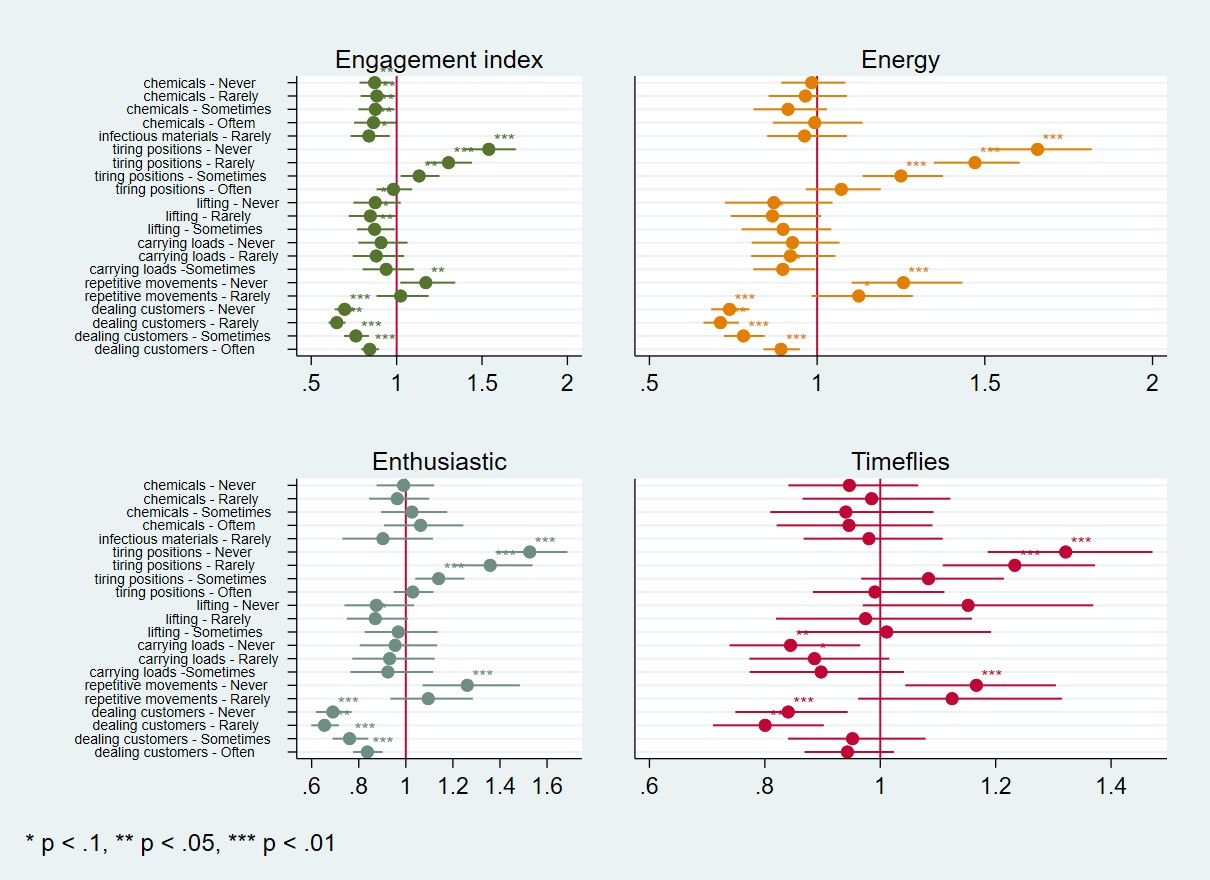 Engagement index
chemicals - Never
chemicals - Rarely
chemicals - Sometimes
chemicals - Oftem
infectious materials - Rarely
tiring positions - Never
tiring positions - Rarely
tiring positions - Sometimes
tiring positions - Often
lifting - Never
lifting - Rarely
lifting - Sometimes
carrying loads - Never
carrying loads - Rarely
carrying loads -Sometimes
repetitive movements - Never
repetitive movements - Rarely
dealing customers - Never
dealing customers - Rarely
dealing customers - Sometimes
dealing customers - Often
.5 1 1.5 2
Energy
.5 1 1.5 2
Enthusiastic
chemicals - Never
chemicals - Rarely
chemicals - Sometimes
chemicals - Oftem
infectious materials - Rarely
tiring positions - Never
tiring positions - Rarely
tiring positions - Sometimes
tiring positions - Often
lifting - Never
lifting - Rarely
lifting - Sometimes
carrying loads - Never
carrying loads - Rarely
carrying loads -Sometimes
repetitive movements - Never
repetitive movements - Rarely
dealing customers - Never
dealing customers - Rarely
dealing customers - Sometimes
dealing customers - Often
.6 .8 1 1.2 1.4 1.6
Timeflies
.6 .8 1 1.2 1.4
* p < .1, ** p < .05, *** p < .01